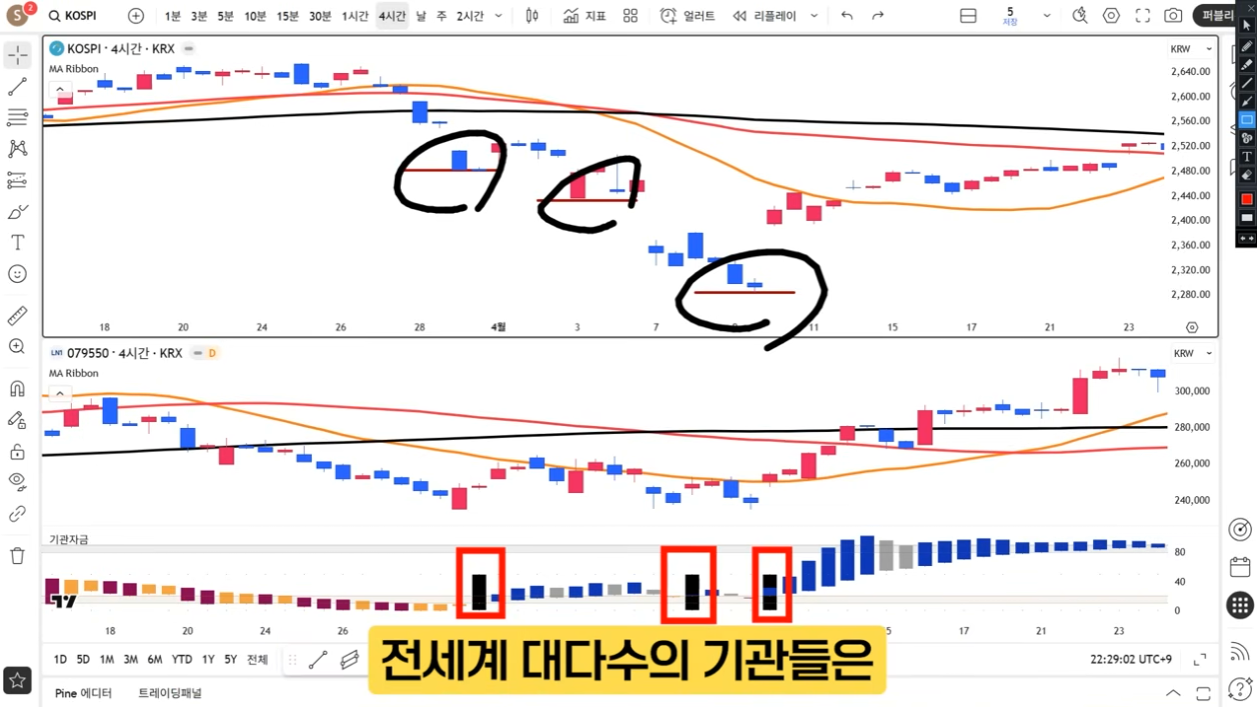 S 2 KOSPI 1분 3분 5분 10분 15분 30분 1시간 4시간 날 주 2시간 지표 얼러트 리플레이 5 저장 퍼블리
KOSPI · 4시간 · KRX
KRW
MA Ribbon
2,640.00
2,600.00
2,560.00
2,520.00
2,480.00
2,440.00
2,400.00
2,360.00
2,320.00
2,280.00
18 20 24 26 28 4월 3 7 9 11 15 17 21 23
LN1 079550 · 4시간 · KRX D
KRW
MA Ribbon
300,000
280,000
260,000
240,000
기관자금
80
40
0
18 20 24 26 17 21 23
전세계 대다수의 기관들은
1D 5D 1M 3M 6M YTD 1Y 5Y 전체
22:29:02 UTC+9
Pine 에디터 트레이딩패널